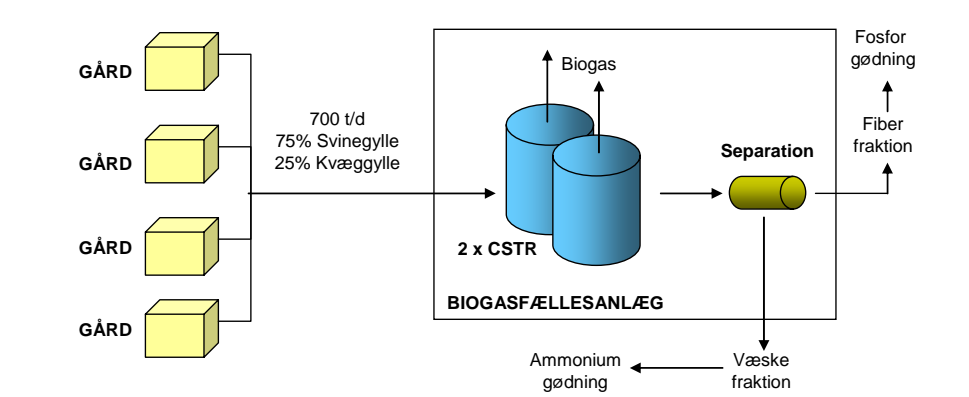 GÅRD
GÅRD
GÅRD
GÅRD
700 t/d
75% Svinegylle
25% Kvæggylle
Biogas
2 x CSTR
BIOGASFÆLLESANLÆG
Separation
Fosfor
gødning
Fiber
fraktion
Væske
fraktion
Ammonium
gødning